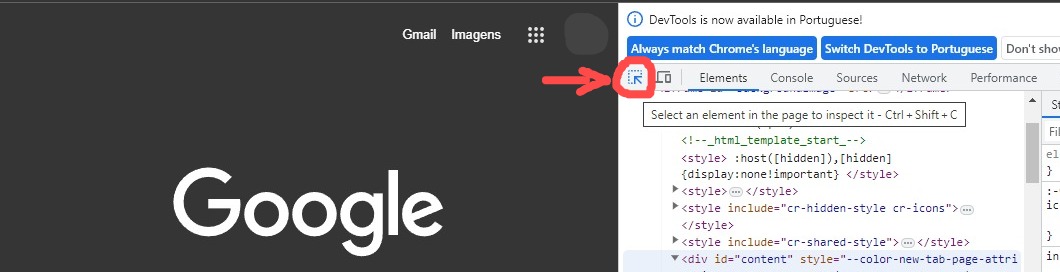 Gmail Imagens
Google
DevTools is now available in Portuguese!
Always match Chrome's language Switch DevTools to Portuguese Don't show
Elements Console Sources Network Performance
Select an element in the page to inspect it - Ctrl + Shift + C
<!--_html_template_start_-->
<style> :host([hidden]),[hidden]
{display:none!important} </style>
<style> … </style>
<style include="cr-hidden-style cr-icons"> …
</style>
<style include="cr-shared-style"> … </style>
<div id="content" style="--color-new-tab-page-attri
St
Fil
el
}
:-
ic
}
in